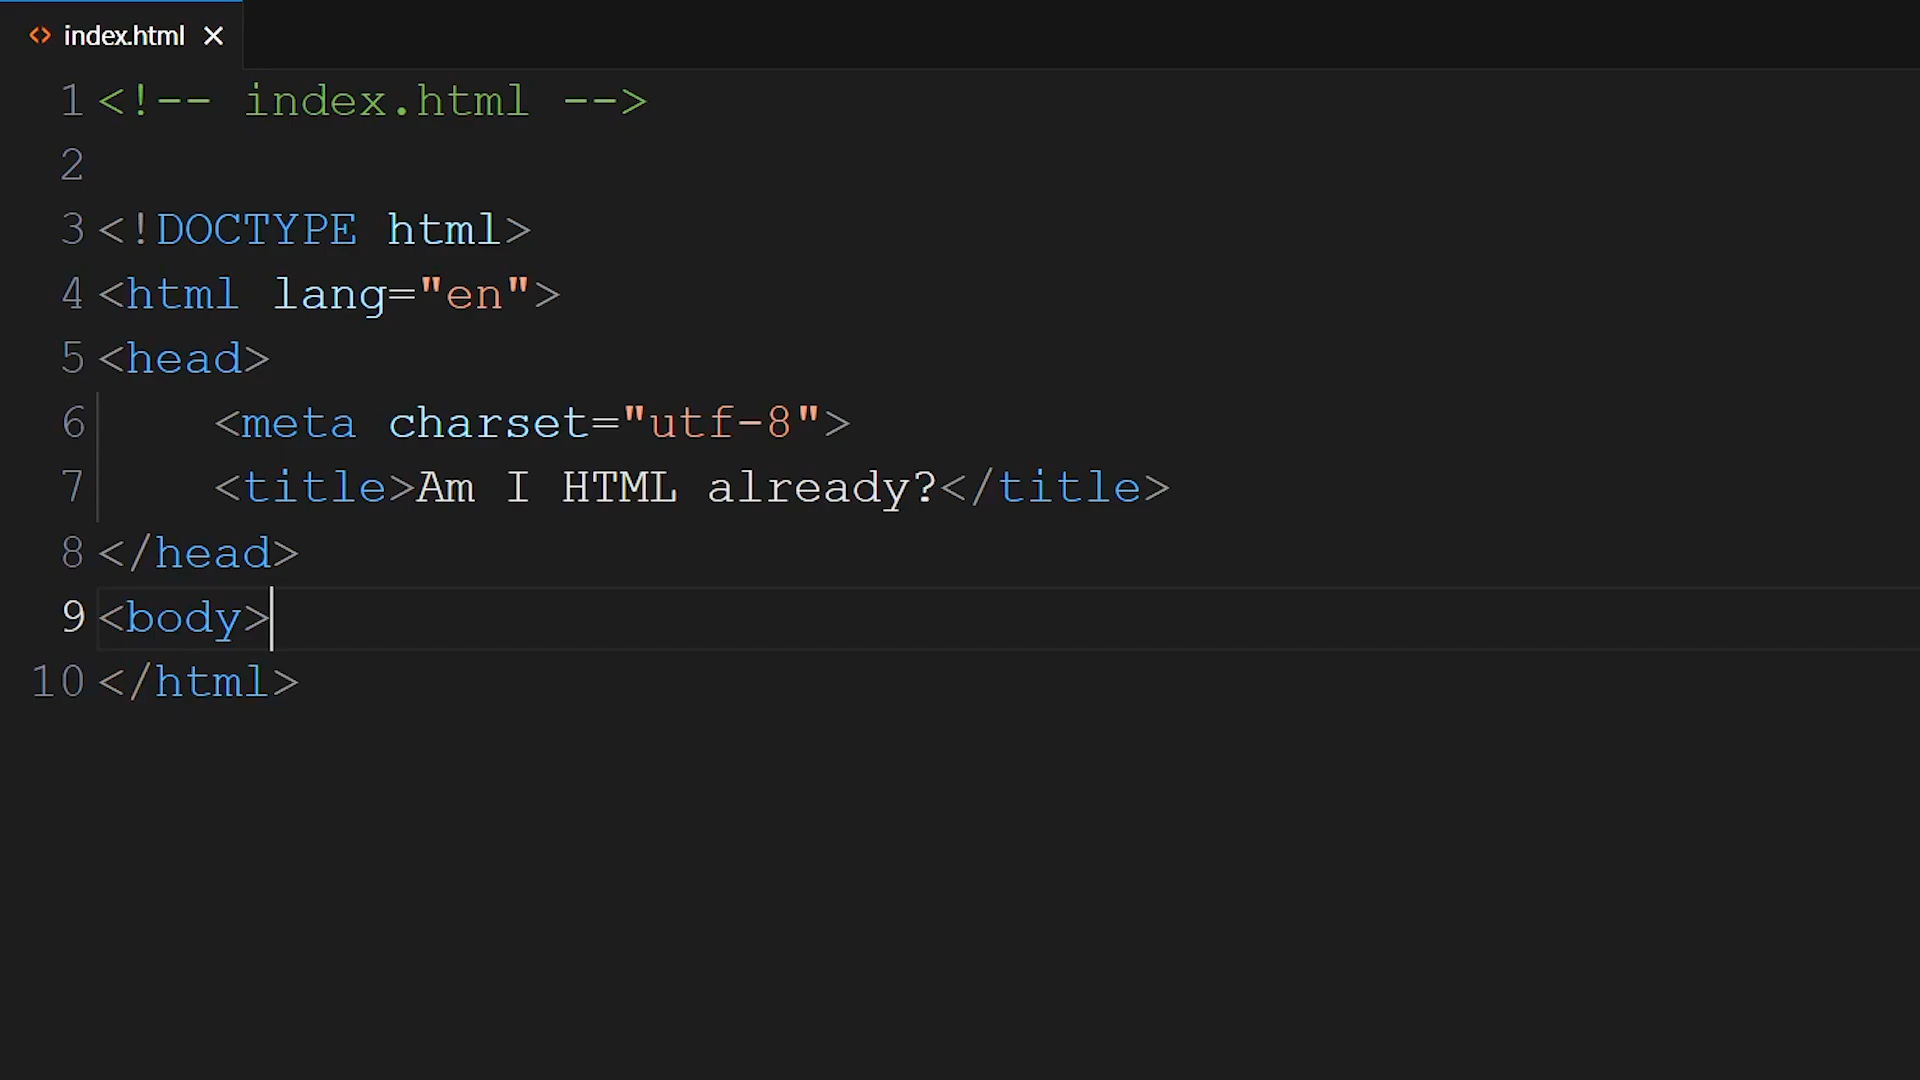 index.html
1 <!-- index.html -->
2
3 <!DOCTYPE html>
4 <html lang="en">
5 <head>
6     <meta charset="utf-8">
7     <title>Am I HTML already?</title>
8 </head>
9 <body>
10 </html>